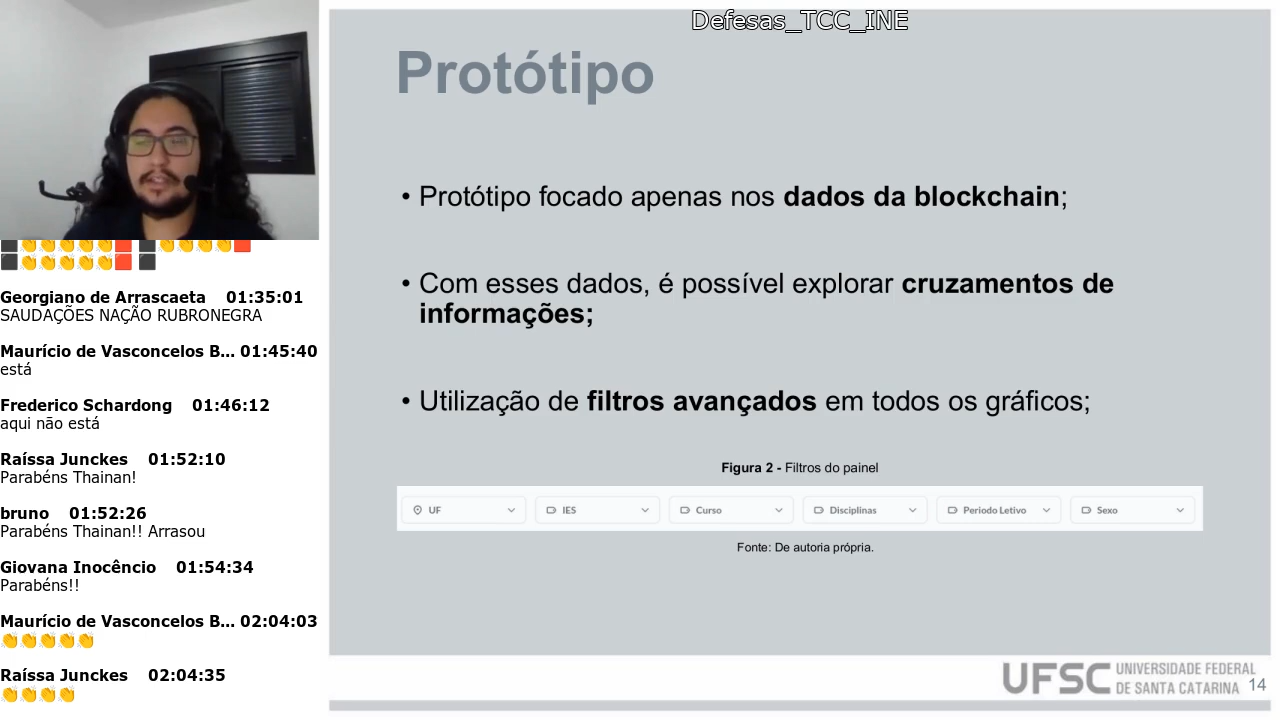 Defesas_TCC_INE
Protótipo
• Protótipo focado apenas nos dados da blockchain;
• Com esses dados, é possível explorar cruzamentos de
informações;
• Utilização de filtros avançados em todos os gráficos;
Figura 2 - Filtros do painel
UF
IES
Curso
Disciplinas
Periodo Letivo
Sexo
Fonte: De autoria própria.
UFSC
UNIVERSIDADE FEDERAL
DE SANTA CATARINA
14
⬛👏👏👏👏👏🟥 ⬛👏👏👏👏🟥
⬛👏👏👏👏👏🟥 ⬛
Georgiano de Arrascaeta 01:35:01
SAUDAÇÕES NAÇÃO RUBRONEGRA
Maurício de Vasconcelos B... 01:45:40
está
Frederico Schardong 01:46:12
aqui não está
Raíssa Junckes 01:52:10
Parabéns Thainan!
bruno 01:52:26
Parabéns Thainan!! Arrasou
Giovana Inocêncio 01:54:34
Parabéns!!
Maurício de Vasconcelos B... 02:04:03
👏👏👏👏👏
Raíssa Junckes 02:04:35
👏👏👏👏